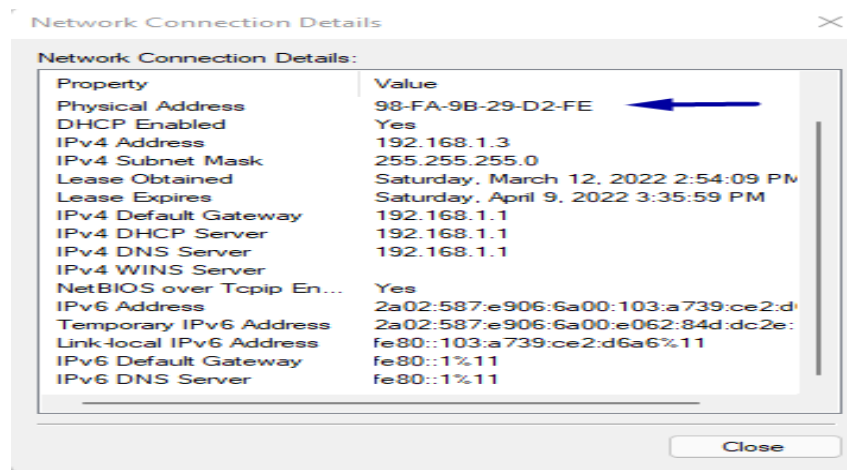 Network Connection Details
Network Connection Details:
Property Value
Physical Address 98-FA-9B-29-D2-FE
DHCP Enabled Yes
IPv4 Address 192.168.1.3
IPv4 Subnet Mask 255.255.255.0
Lease Obtained Saturday, March 12, 2022 2:54:09 PM
Lease Expires Saturday, April 9, 2022 3:35:59 PM
IPv4 Default Gateway 192.168.1.1
IPv4 DHCP Server 192.168.1.1
IPv4 DNS Server 192.168.1.1
IPv4 WINS Server
NetBIOS over Tcpip En... Yes
IPv6 Address 2a02:587:e906:6a00:103:a739:ce2:d
Temporary IPv6 Address 2a02:587:e906:6a00:e062:84d:dc2e:
Link-local IPv6 Address fe80::103:a739:ce2:d6a6%11
IPv6 Default Gateway fe80::1%11
IPv6 DNS Server fe80::1%11
Close